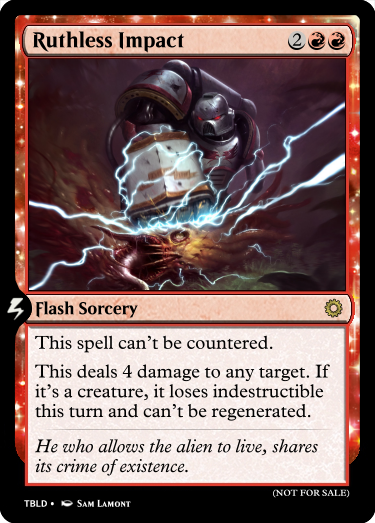 Ruthless Impact 2
Flash Sorcery
This spell can't be countered.
This deals 4 damage to any target. If
it's a creature, it loses indestructible
this turn and can't be regenerated.
He who allows the alien to live, shares
its crime of existence.
(NOT FOR SALE)
TBLD • SAM LAMONT